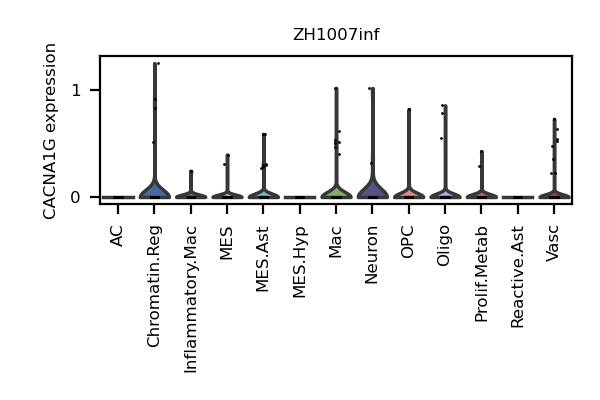 ZH1007inf
CACNA1G expression
1
0
AC
Chromatin.Reg
Inflammatory.Mac
MES
MES.Ast
MES.Hyp
Mac
Neuron
OPC
Oligo
Prolif.Metab
Reactive.Ast
Vasc